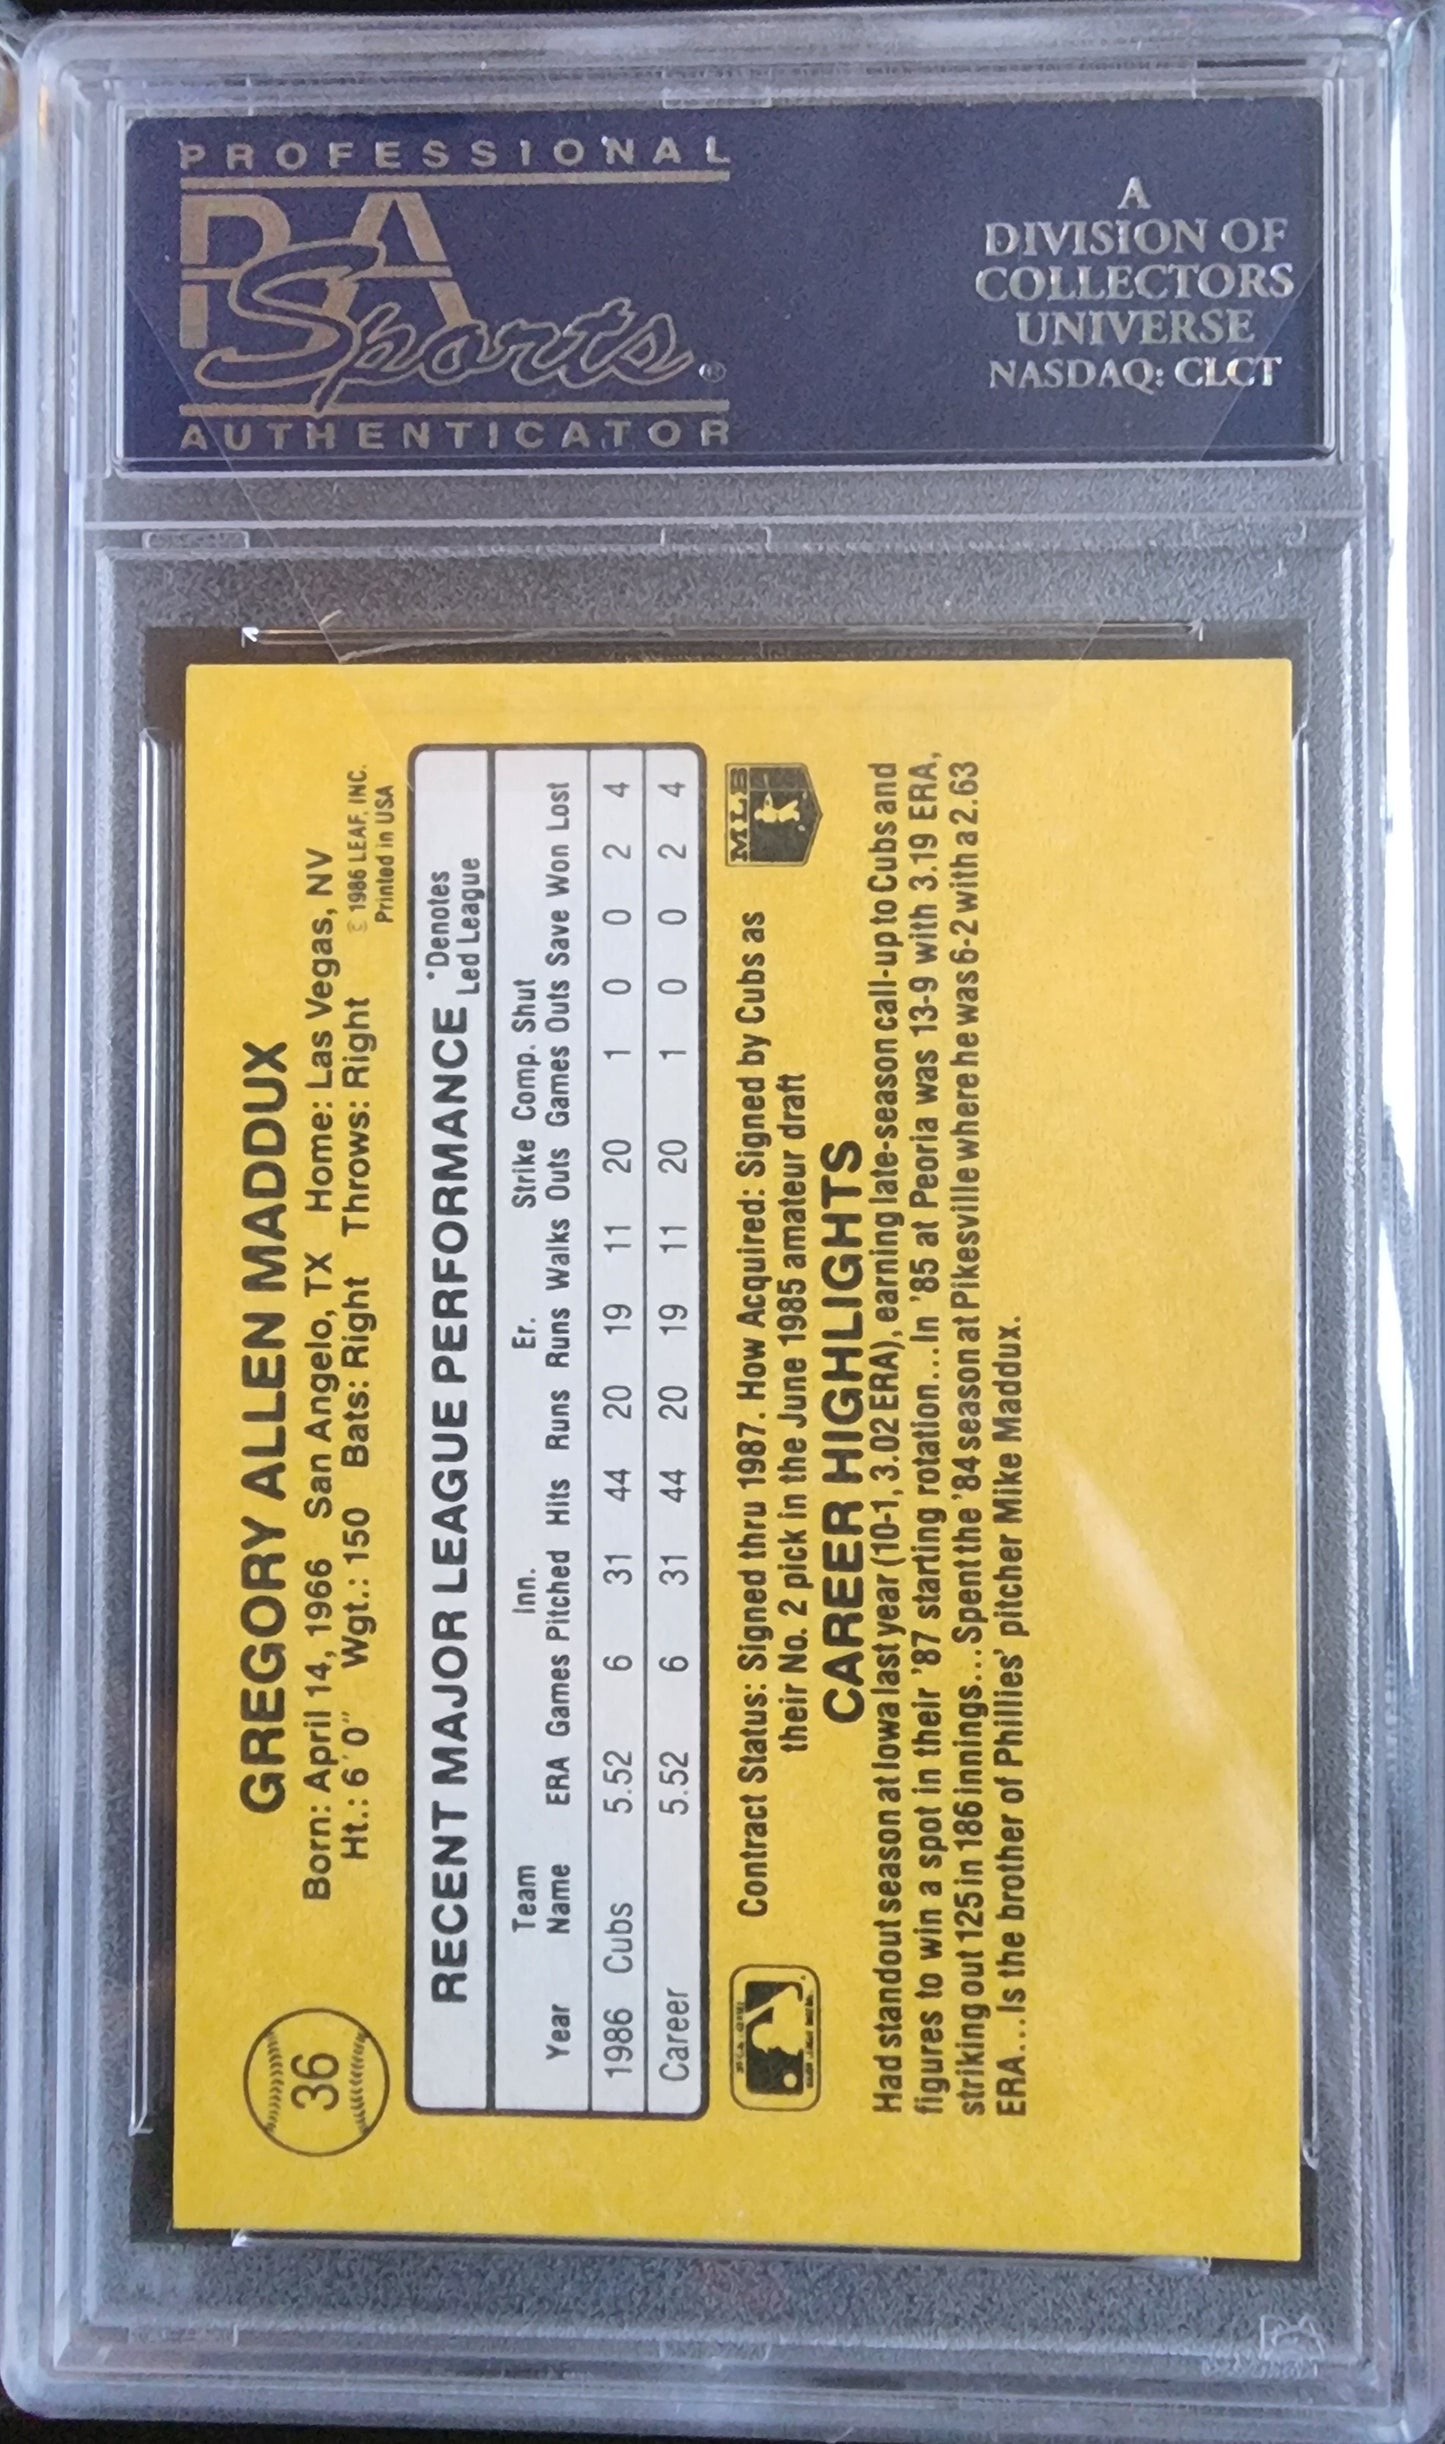 PROFESSIONAL
PSA
Sports®
AUTHENTICATOR
A
DIVISION OF
COLLECTORS
UNIVERSE
NASDAQ: CLCT
36
GREGORY ALLEN MADDUX
Born: April 14, 1966 San Angelo, TX Home: Las Vegas, NV
Ht.: 6'0" Wgt.: 150 Bats: Right Throws: Right
© 1986 LEAF, INC.
Printed in USA
RECENT MAJOR LEAGUE PERFORMANCE *Denotes
Led League
Team Inn. Er. Strike Comp. Shut
Year Name ERA Games Pitched Hits Runs Runs Walks Outs Games Outs Save Won Lost
1986 Cubs 5.52 6 31 44 20 19 11 20 1 0 0 2 4
Career 5.52 6 31 44 20 19 11 20 1 0 0 2 4
Contract Status: Signed thru 1987. How Acquired: Signed by Cubs as
their No. 2 pick in the June 1985 amateur draft
MLB
CAREER HIGHLIGHTS
Had standout season at Iowa last year (10-1, 3.02 ERA), earning late-season call-up to Cubs and
figures to win a spot in their '87 starting rotation...In '85 at Peoria was 13-9 with 3.19 ERA,
striking out 125 in 186 innings...Spent the '84 season at Pikesville where he was 6-2 with a 2.63
ERA...Is the brother of Phillies' pitcher Mike Maddux.